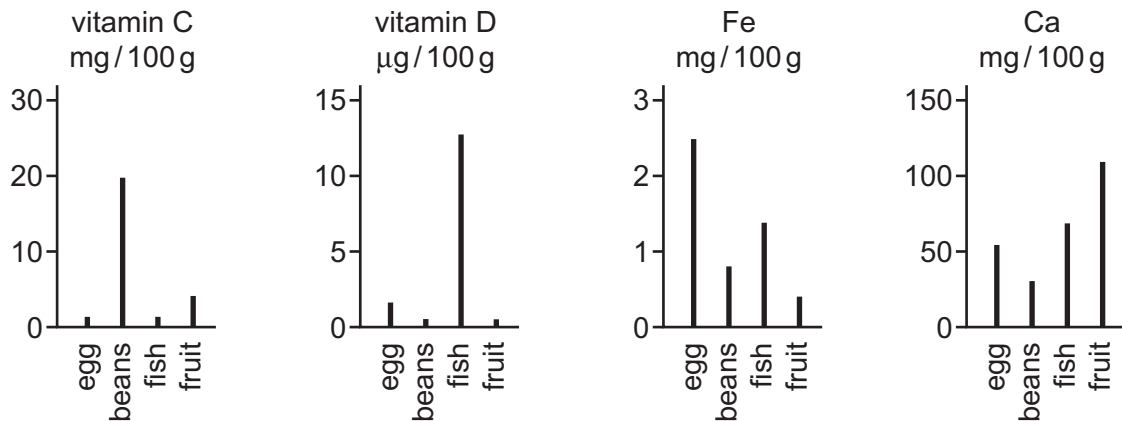 vitamin C
mg / 100 g
30
20
10
0
egg
beans
fish
fruit
vitamin D
μg / 100 g
15
10
5
0
egg
beans
fish
fruit
Fe
mg / 100 g
3
2
1
0
egg
beans
fish
fruit
Ca
mg / 100 g
150
100
50
0
egg
beans
fish
fruit